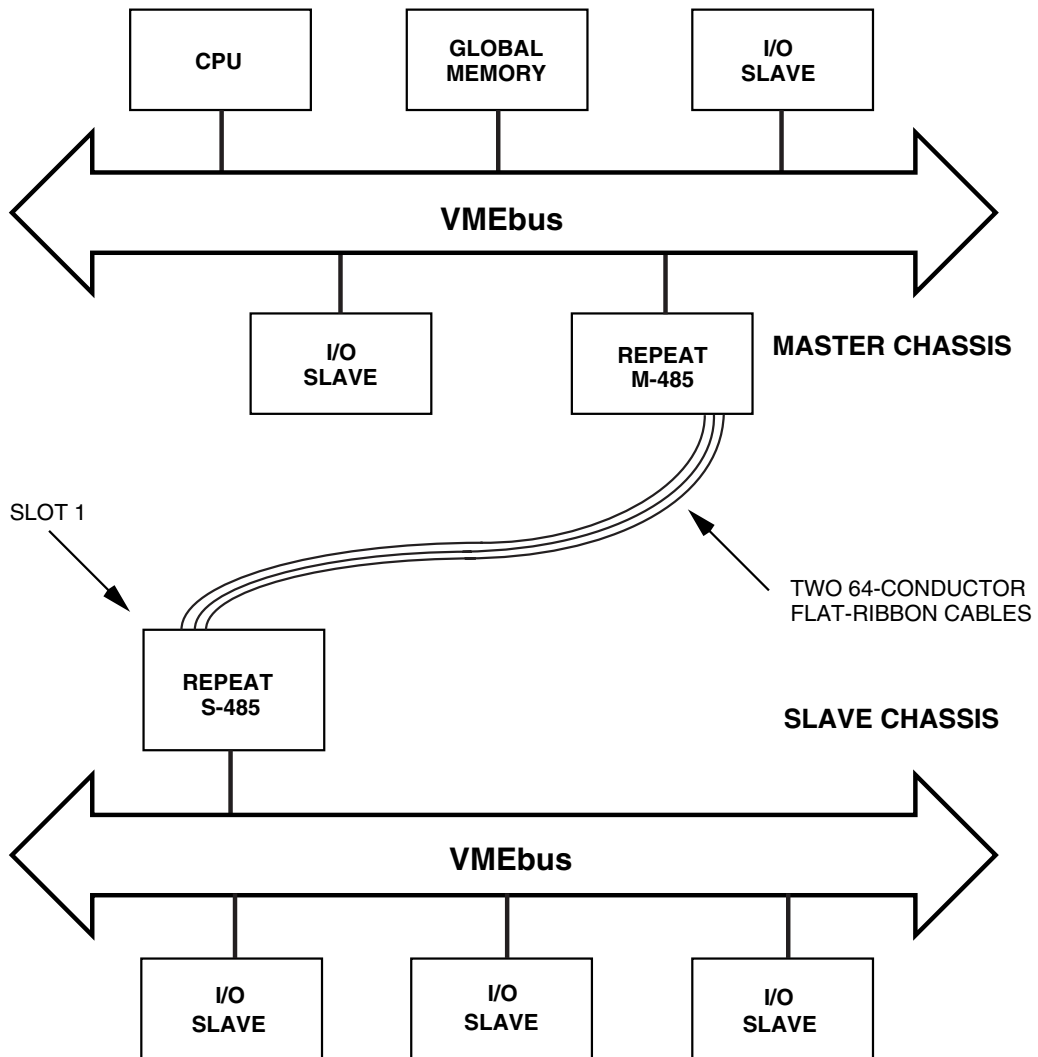 CPU
GLOBAL
MEMORY
I/O
SLAVE
VMEbus
I/O
SLAVE
REPEAT
M-485
MASTER CHASSIS
SLOT 1
TWO 64-CONDUCTOR
FLAT-RIBBON CABLES
REPEAT
S-485
SLAVE CHASSIS
VMEbus
I/O
SLAVE
I/O
SLAVE
I/O
SLAVE